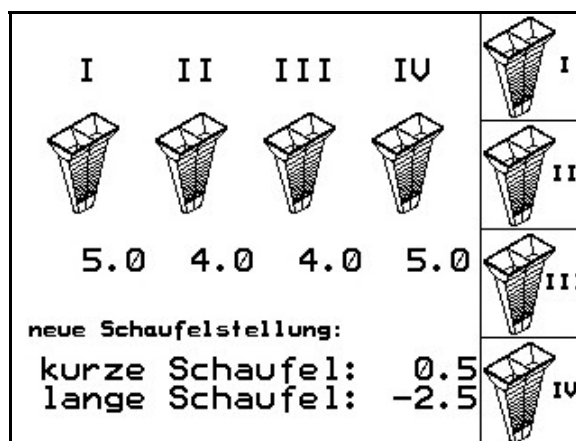 I II III IV
5.0 4.0 4.0 5.0
neue Schaufelstellung:
kurze Schaufel: 0.5
lange Schaufel: -2.5
I
II
III
IV